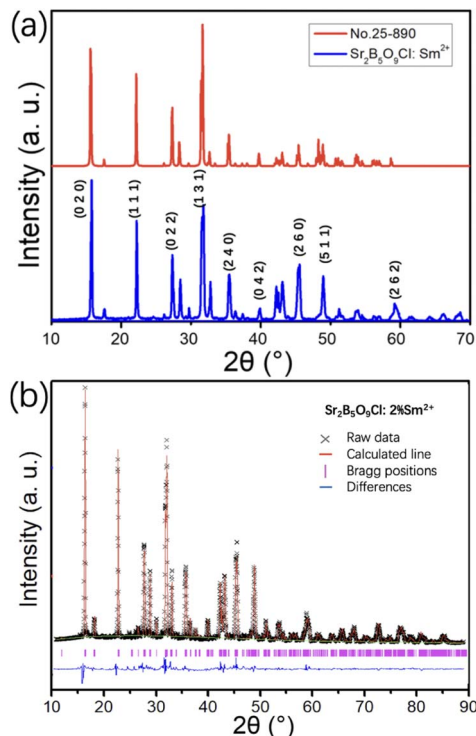 (a)
No.25-890
Sr₂B₅O₉Cl: Sm²⁺
Intensity (a. u.)
(0 2 0)
(1 1 1)
(0 2 2)
(1 3 1)
(2 4 0)
(0 4 2)
(2 6 0)
(5 1 1)
(2 6 2)
10 20 30 40 50 60 70
2θ (°)
(b)
Sr₂B₅O₉Cl: 2%Sm²⁺
Raw data
Calculated line
Bragg positions
Differences
Intensity (a. u.)
10 20 30 40 50 60 70 80 90
2θ (°)